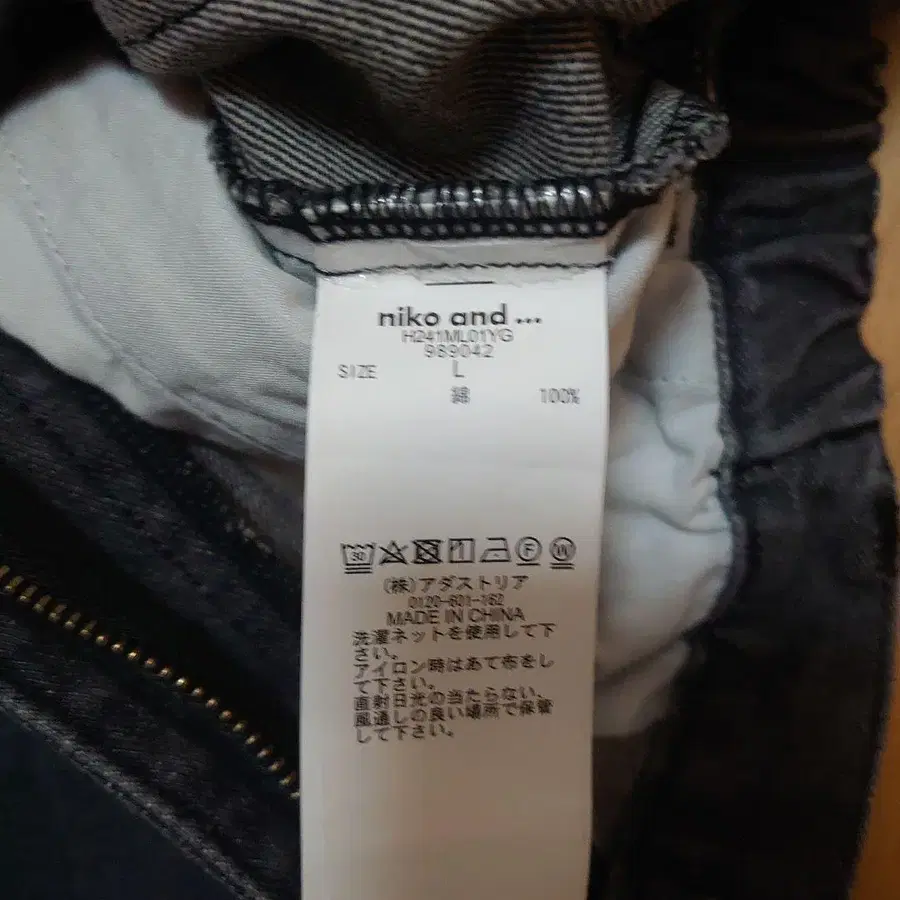 niko and ...
H241ML01YG
989042
SIZE L
綿 100%
30 F W
(株)アダストリア
0120-601-162
MADE IN CHINA
洗濯ネットを使用して下
さい。
アイロン時はあて布をし
て下さい。
直射日光の当たらない、
風通しの良い場所で保管
して下さい。